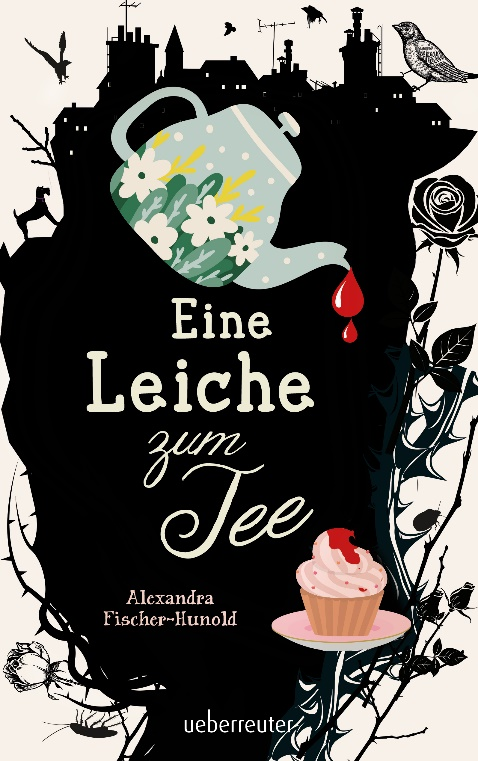 Eine
Leiche
zum
Tee
Alexandra
Fischer-Hunold
ueberreuter